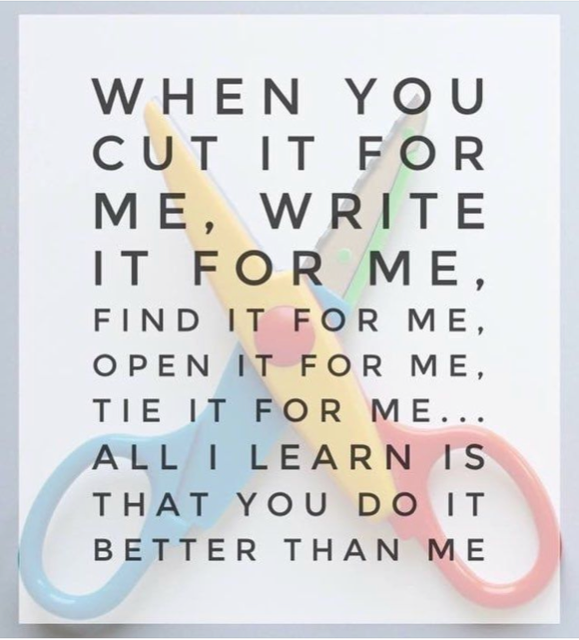 WHEN YOU
CUT IT FOR
ME, WRITE
IT FOR ME,
FIND IT FOR ME,
OPEN IT FOR ME,
TIE IT FOR ME...
ALL I LEARN IS
THAT YOU DO IT
BETTER THAN ME